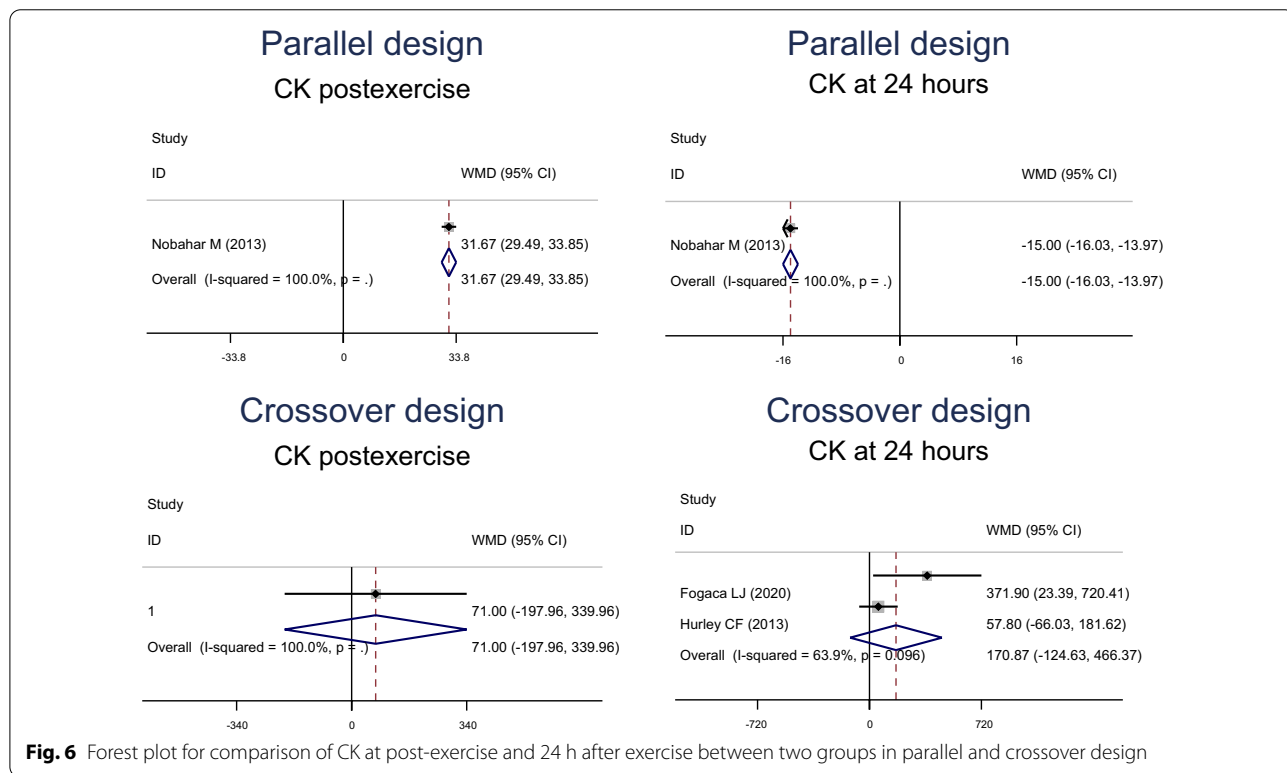 Parallel design
CK postexercise
Study
ID WMD (95% CI)
Nobahar M (2013) 31.67 (29.49, 33.85)
Overall (I-squared = 100.0%, p = .) 31.67 (29.49, 33.85)
-33.8 0 33.8
Parallel design
CK at 24 hours
Study
ID WMD (95% CI)
Nobahar M (2013) -15.00 (-16.03, -13.97)
Overall (I-squared = 100.0%, p = .) -15.00 (-16.03, -13.97)
-16 0 16
Crossover design
CK postexercise
Study
ID WMD (95% CI)
1 71.00 (-197.96, 339.96)
Overall (I-squared = 100.0%, p = .) 71.00 (-197.96, 339.96)
-340 0 340
Crossover design
CK at 24 hours
Study
ID WMD (95% CI)
Fogaca LJ (2020) 371.90 (23.39, 720.41)
Hurley CF (2013) 57.80 (-66.03, 181.62)
Overall (I-squared = 63.9%, p = 0.096) 170.87 (-124.63, 466.37)
-720 0 720
Fig. 6 Forest plot for comparison of CK at post-exercise and 24 h after exercise between two groups in parallel and crossover design